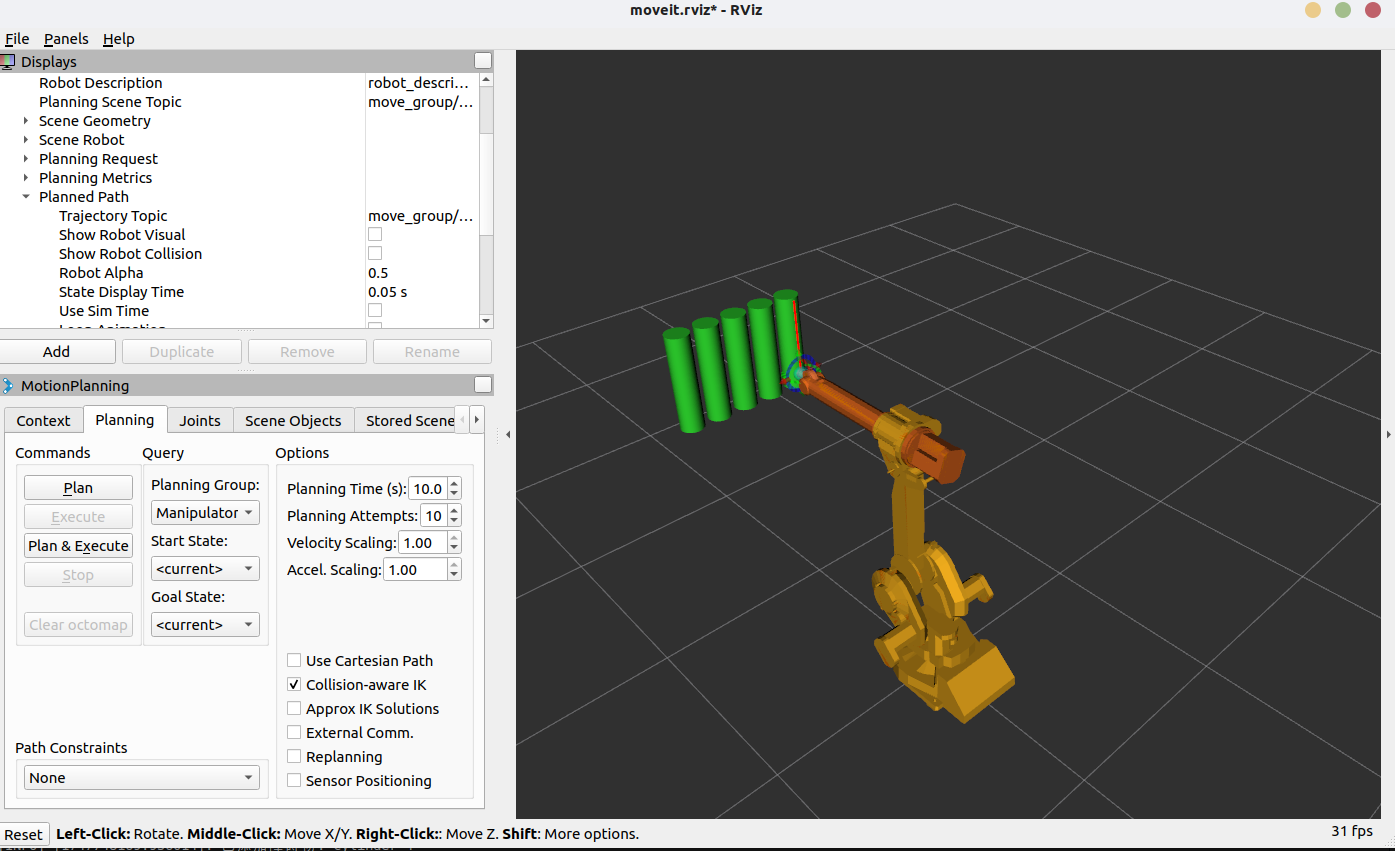 moveit.rviz* - RViz
File Panels Help
Displays
Robot Description robot_descri...
Planning Scene Topic move_group/...
Scene Geometry
Scene Robot
Planning Request
Planning Metrics
Planned Path
Trajectory Topic move_group/...
Show Robot Visual
Show Robot Collision
Robot Alpha 0.5
State Display Time 0.05 s
Use Sim Time
Loop Animation
Add Duplicate Remove Rename
MotionPlanning
Context Planning Joints Scene Objects Stored Scene
Commands Query Options
Plan Planning Group: Planning Time (s): 10.0
Execute Manipulator Planning Attempts: 10
Plan & Execute Start State: Velocity Scaling: 1.00
Stop <current> Accel. Scaling: 1.00
Goal State:
Clear octomap <current>
Use Cartesian Path
Collision-aware IK
Approx IK Solutions
External Comm.
Path Constraints Replanning
None Sensor Positioning
Reset Left-Click: Rotate. Middle-Click: Move X/Y. Right-Click:: Move Z. Shift: More options. 31 fps